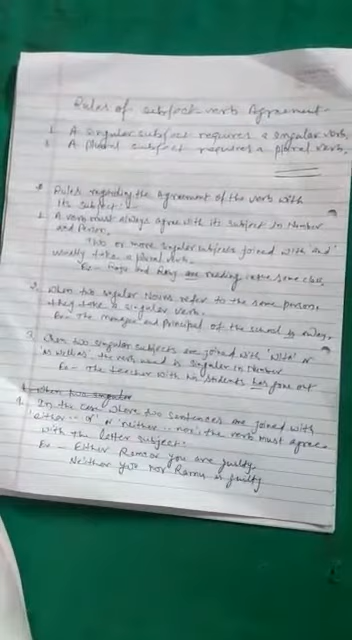 Rules of subject verb Agreement
1. A singular subject requires a singular verb.
2. A plural subject requires a plural verb.
Rules regarding the Agreement of the verb with
its subject:-
1. A verb must always agree with its subject in Number
and Person.
Two or more singular subjects joined with 'and'
usually take a plural verb.
Ex - and are reading in the same class
2. When two singular Nouns refer to the same person,
they take a singular verb.
Ex - The manager and principal of the school is
3. When two singular subjects are joined with 'with' or
'as well as' the verb used is singular in Number
Ex - The teacher with his students has gone out
4. When two singular
4. In the case where two sentences are joined with
'either... or' or 'neither... nor', the verb must agree
with the latter subject:
Ex - Either Ram or you are guilty.
Neither you nor Ramu is guilty